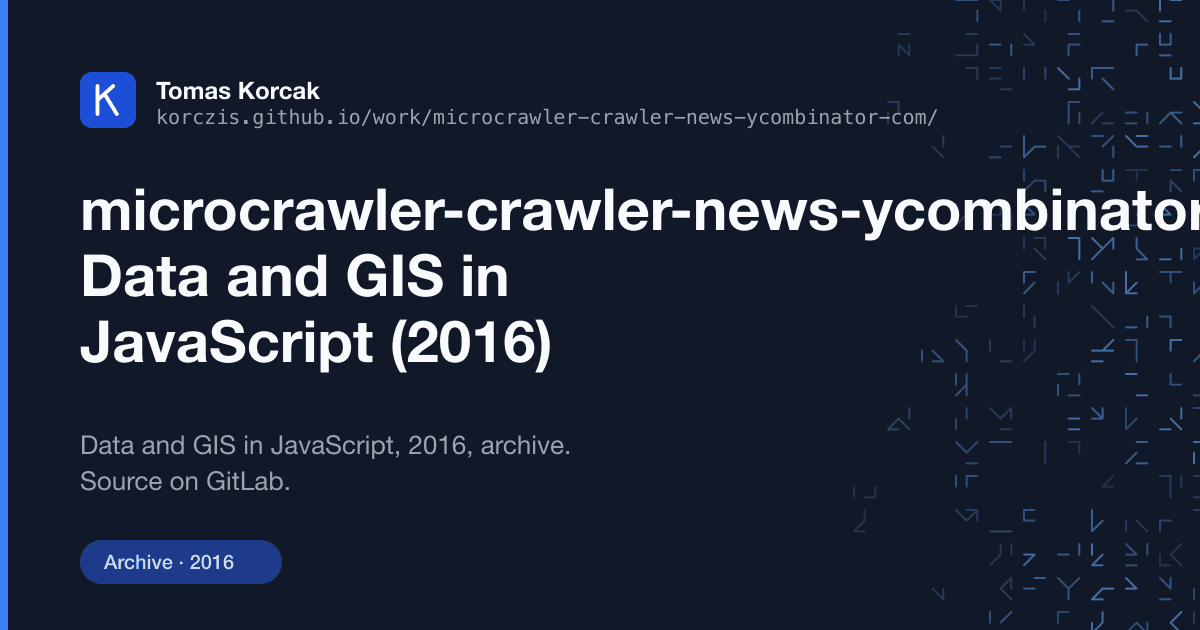 K
Tomas Korcak
korczis.github.io/work/microcrawler-crawler-news-ycombinator-com/
microcrawler-crawler-news-ycombinator
Data and GIS in
JavaScript (2016)
Data and GIS in JavaScript, 2016, archive.
Source on GitLab.
Archive · 2016